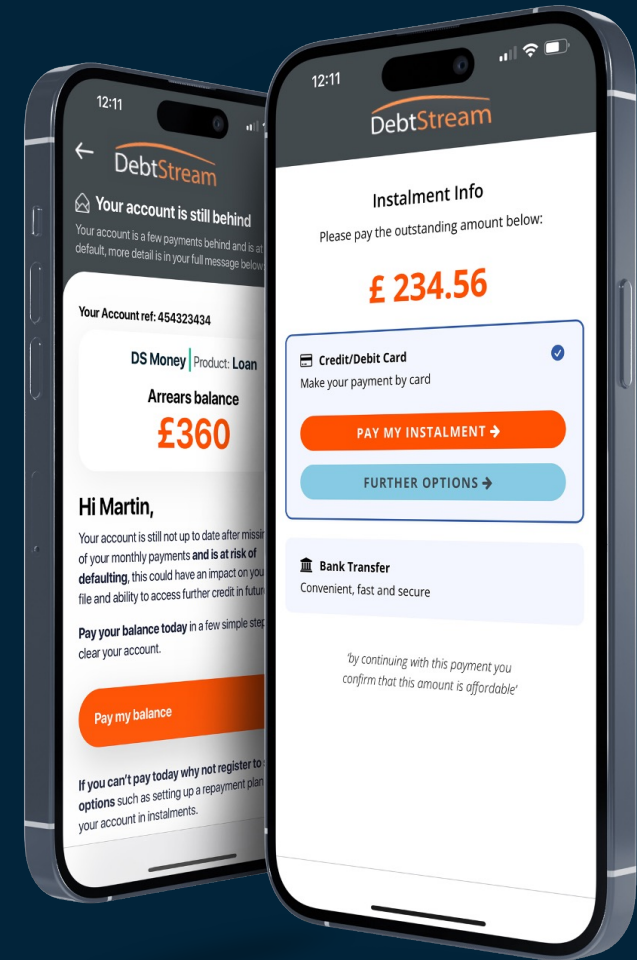 12:11
DebtStream
Your account is still behind
Your account is a few payments behind and is at
default, more detail is in your full message below
Your Account ref: 454323434
DS Money Product: Loan
Arrears balance
£360
Hi Martin,
Your account is still not up to date after
of your monthly payments and is at risk of
defaulting, this could have an impact on
file and ability to access further credit in
Pay your balance today in a few simple
clear your account.
Pay my balance
If you can't pay today why not register to
options such as setting up a repayment plan
your account in instalments.
12:11
DebtStream
Instalment Info
Please pay the outstanding amount below:
£ 234.56
Credit/Debit Card
Make your payment by card
PAY MY INSTALMENT →
FURTHER OPTIONS →
Bank Transfer
Convenient, fast and secure
'by continuing with this payment you
confirm that this amount is affordable'